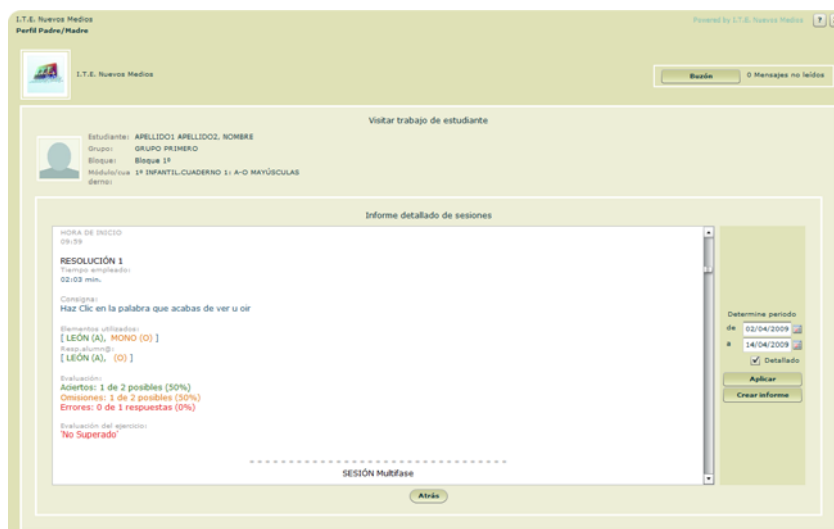 I.T.E. Nuevos Medios
Powered by I.T.E. Nuevos Medios ?
Perfil Padre/Madre
I.T.E. Nuevos Medios
Buzón 0 Mensajes no leídos
Visitar trabajo de estudiante
Estudiante: APELLIDO1 APELLIDO2, NOMBRE
Grupo: GRUPO PRIMERO
Bloque: Bloque 1º
Módulo/cua 1º INFANTIL.CUADERNO 1: A-O MAYÚSCULAS
derno:
Informe detallado de sesiones
HORA DE INICIO
09:59
RESOLUCIÓN 1
Tiempo empleado:
02:03 min.
Consigna:
Haz Clic en la palabra que acabas de ver u oir
Elementos utilizados:
[ LEÓN (A), MONO (O) ]
Resp.alumn@:
[ LEÓN (A), (O) ]
Evaluación:
Aciertos: 1 de 2 posibles (50%)
Omisiones: 1 de 2 posibles (50%)
Errores: 0 de 1 respuestas (0%)
Evaluación del ejercicio:
'No Superado'
SESIÓN Multifase
Determine periodo
de 02/04/2009
a 14/04/2009
Detallado
Aplicar
Crear informe
Atrás